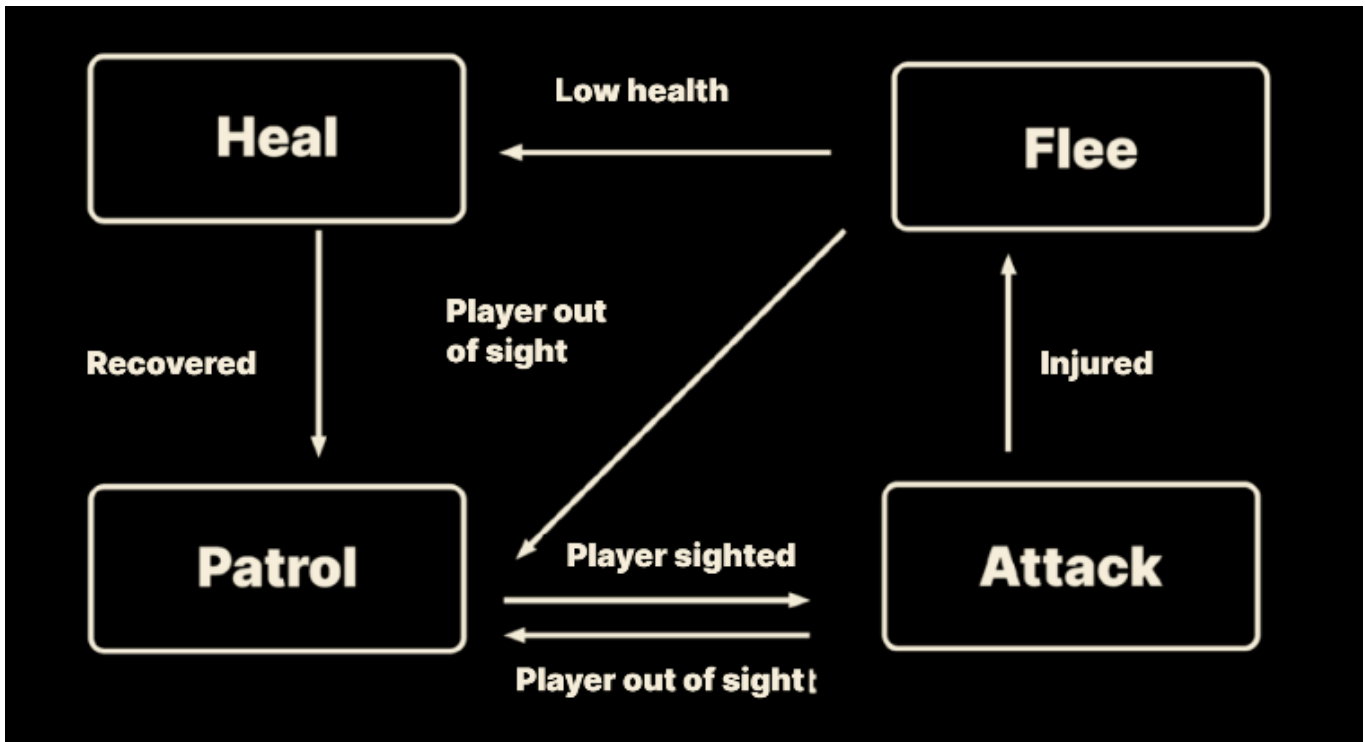 Heal
Low health
Flee
Player out
of sight
Recovered
Injured
Patrol
Player sighted
Attack
Player out of sight t